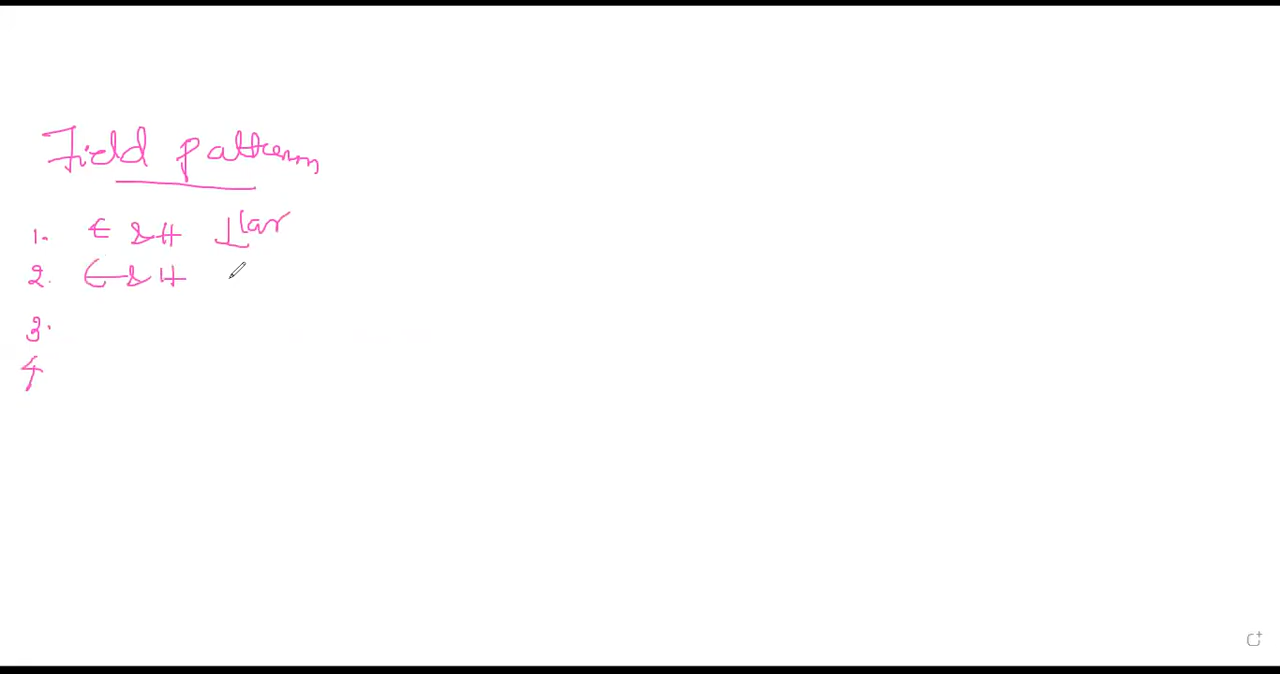 Field pattern
1. E & H ⊥lar
2. E & H
3.
4